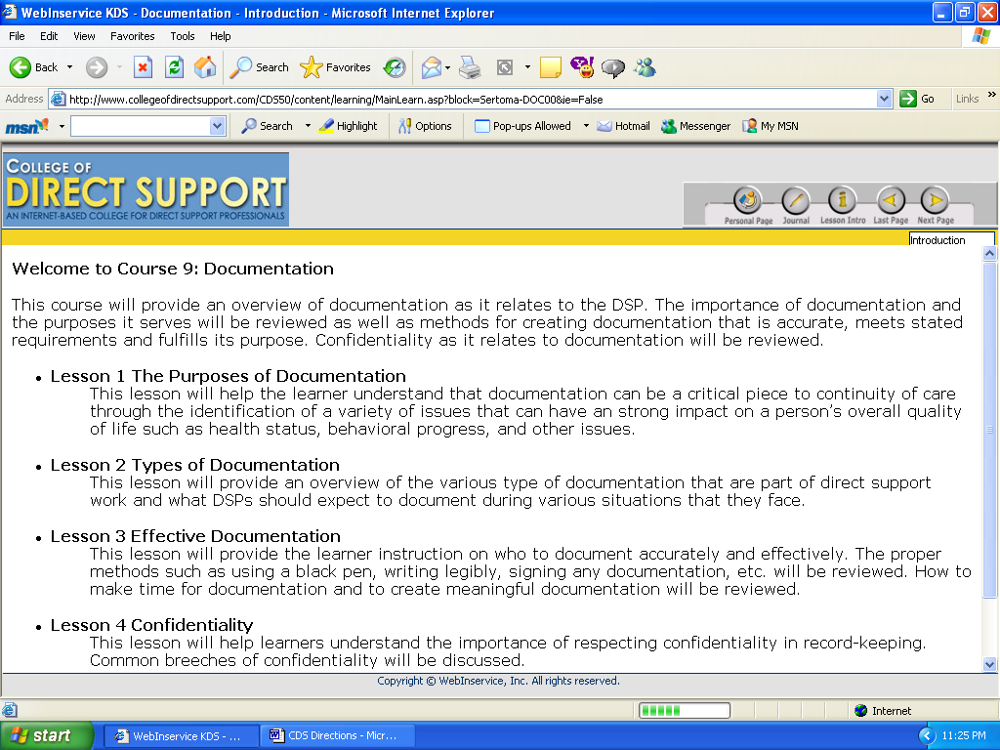 WebInservice KDS - Documentation - Introduction - Microsoft Internet Explorer
File Edit View Favorites Tools Help
Back Search Favorites
Address http://www.collegeofdirectsupport.com/CDS50/content/learning/MainLearn.asp?block=Sertoma-DOC00&ie=False Go Links »
msn Search Highlight Options Pop-ups Allowed Hotmail Messenger My MSN
COLLEGE OF
DIRECT SUPPORT
AN INTERNET-BASED COLLEGE FOR DIRECT SUPPORT PROFESSIONALS
Personal Page Journal Lesson Intro Last Page Next Page
Introduction
Welcome to Course 9: Documentation
This course will provide an overview of documentation as it relates to the DSP. The importance of documentation and
the purposes it serves will be reviewed as well as methods for creating documentation that is accurate, meets stated
requirements and fulfills its purpose. Confidentiality as it relates to documentation will be reviewed.
• Lesson 1 The Purposes of Documentation
This lesson will help the learner understand that documentation can be a critical piece to continuity of care
through the identification of a variety of issues that can have an strong impact on a person's overall quality
of life such as health status, behavioral progress, and other issues.
• Lesson 2 Types of Documentation
This lesson will provide an overview of the various type of documentation that are part of direct support
work and what DSPs should expect to document during various situations that they face.
• Lesson 3 Effective Documentation
This lesson will provide the learner instruction on who to document accurately and effectively. The proper
methods such as using a black pen, writing legibly, signing any documentation, etc. will be reviewed. How to
make time for documentation and to create meaningful documentation will be reviewed.
• Lesson 4 Confidentiality
This lesson will help learners understand the importance of respecting confidentiality in record-keeping.
Common breeches of confidentiality will be discussed.
Copyright © WebInservice, Inc. All rights reserved.
Internet
start WebInservice KDS - ... CDS Directions - Micr... 11:25 PM